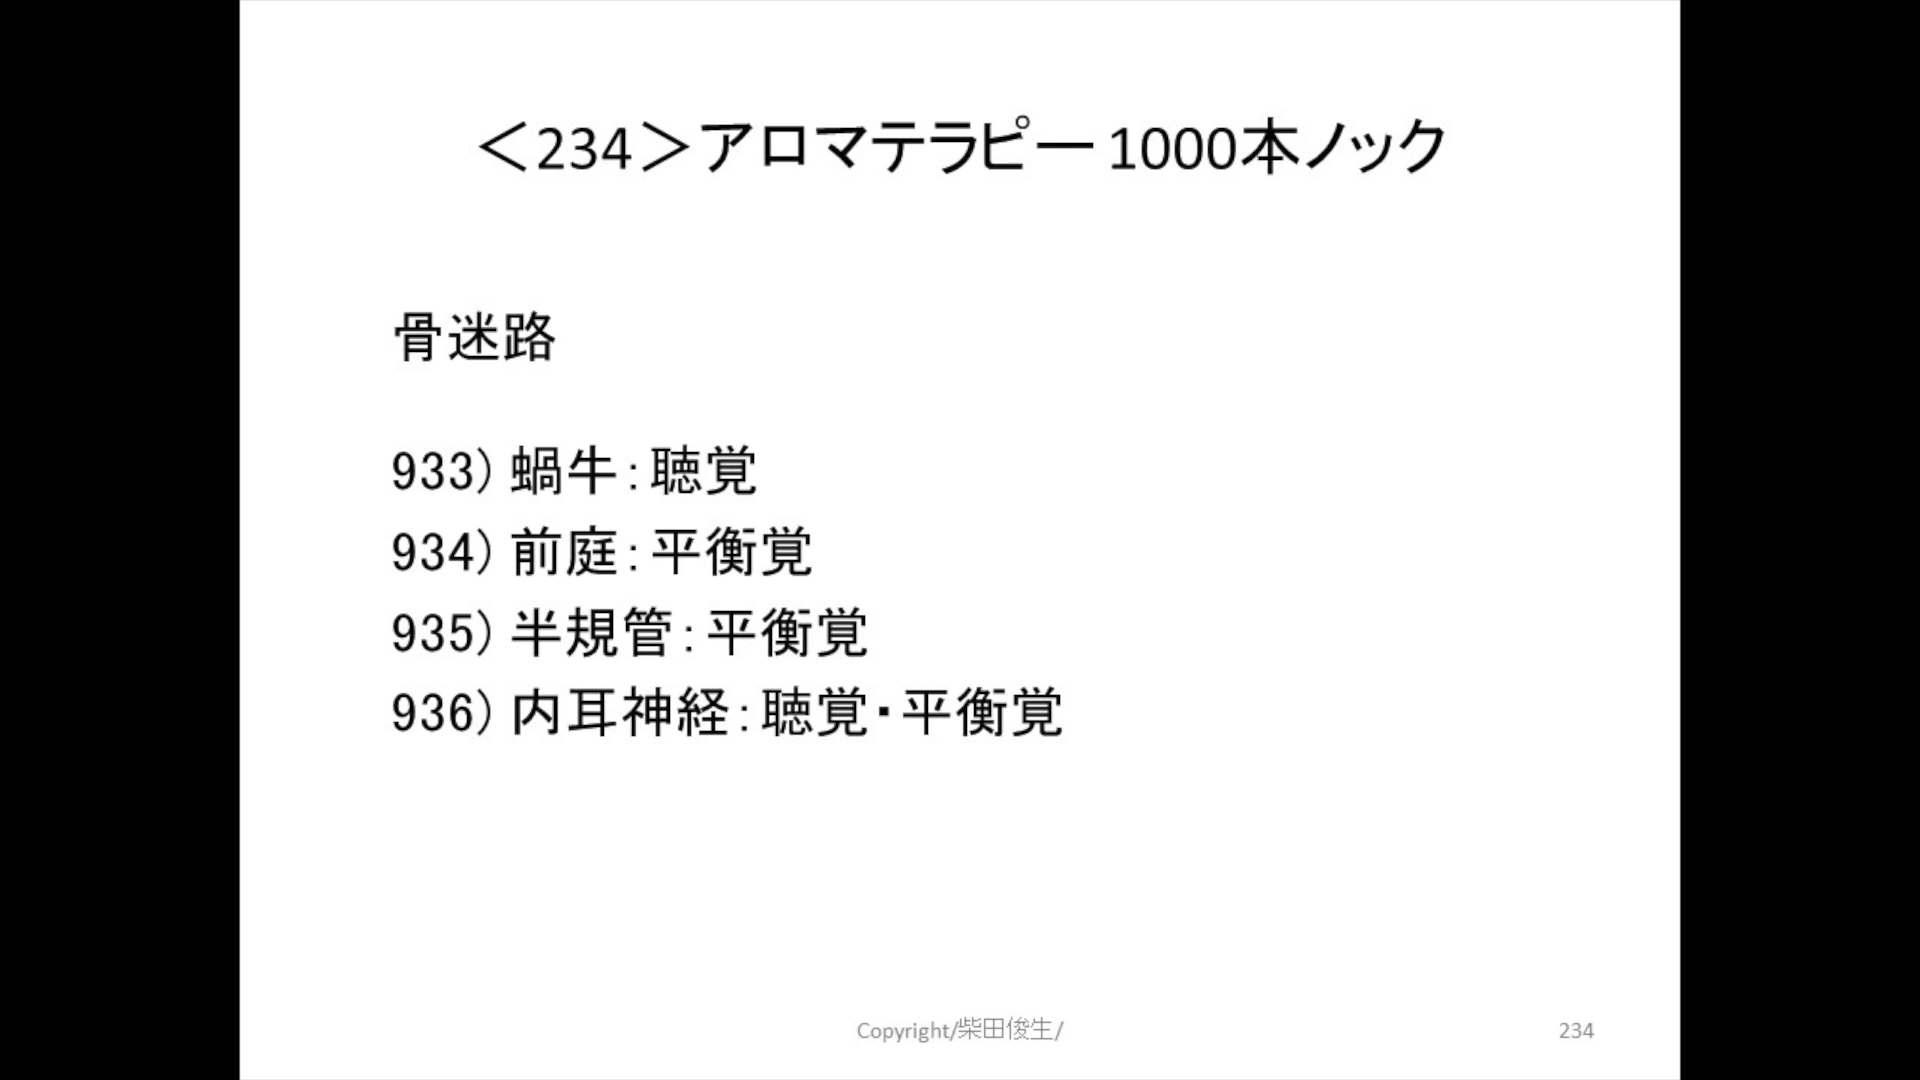 ＜234＞アロマテラピー1000本ノック
骨迷路
933) 蝸牛：聴覚
934) 前庭：平衡覚
935) 半規管：平衡覚
936) 内耳神経：聴覚・平衡覚
Copyright/柴田俊生/
234